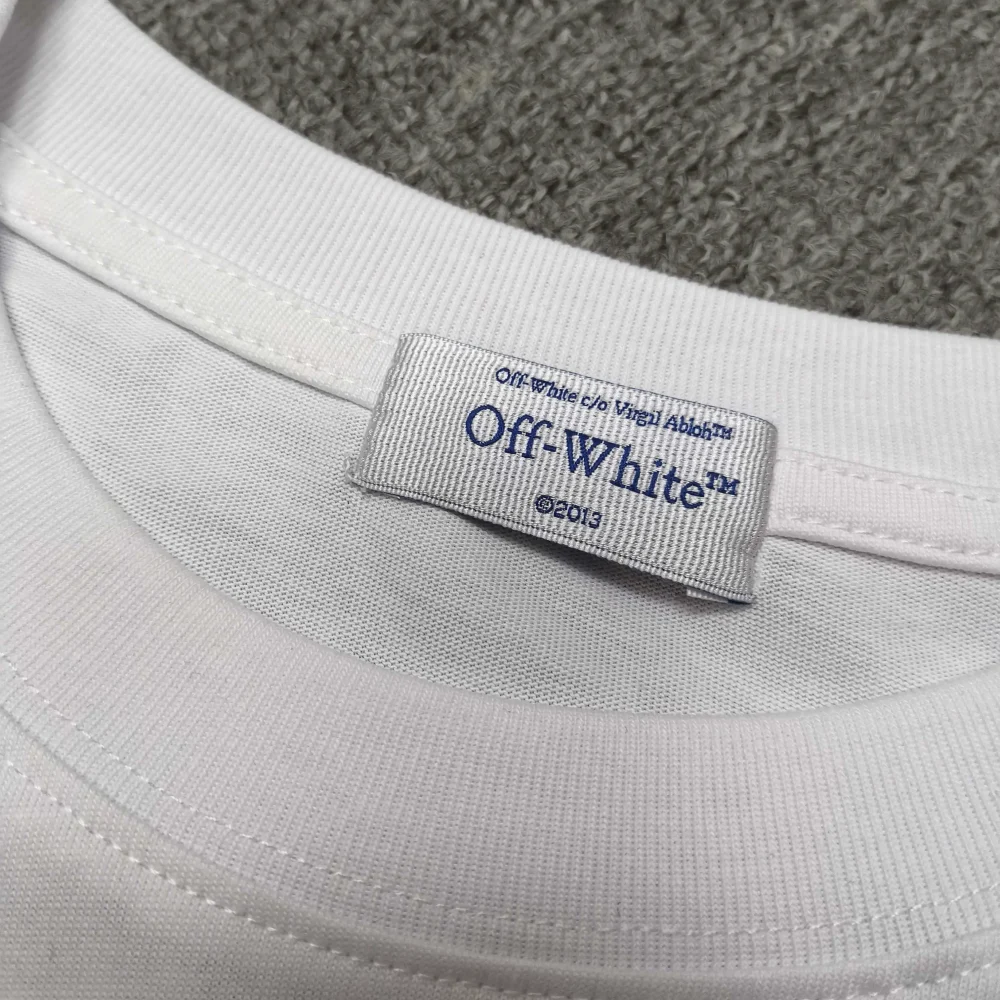 Off-White c/o Virgil Abloh™
Off-White™
©2013